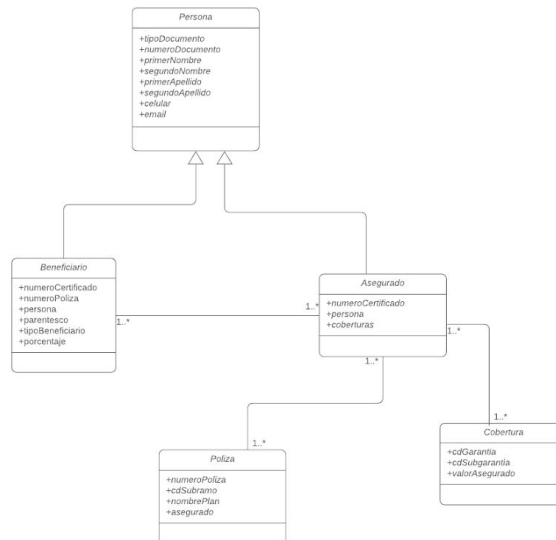 Persona
+tipoDocumento
+numeroDocumento
+primerNombre
+segundoNombre
+primerApellido
+segundoApellido
+celular
+email
Beneficiario
+numeroCertificado
+numeroPoliza
+persona
+parentesco
+tipoBeneficiario
+porcentaje
1..*
1..*
Asegurado
+numeroCertificado
+persona
+coberturas
1..*
1..*
1..*
1..*
Poliza
+numeroPoliza
+cdSubramo
+nombrePlan
+asegurado
Cobertura
+cdGarantia
+cdSubgarantia
+valorAsegurado